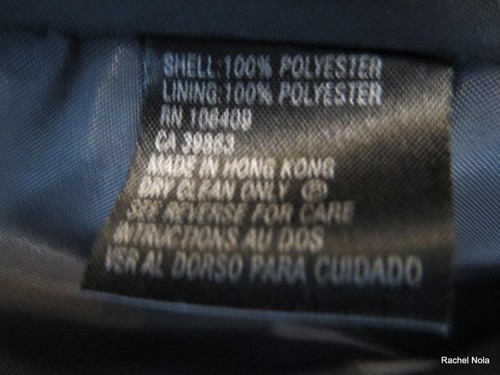 SHELL:100% POLYESTER
LINING:100% POLYESTER
RN 106409
CA 39883
MADE IN HONG KONG
DRY CLEAN ONLY Ⓟ
SEE REVERSE FOR CARE
INTRUCTIONS AU DOS
VER AL DORSO PARA CUIDADO
Rachel Nola